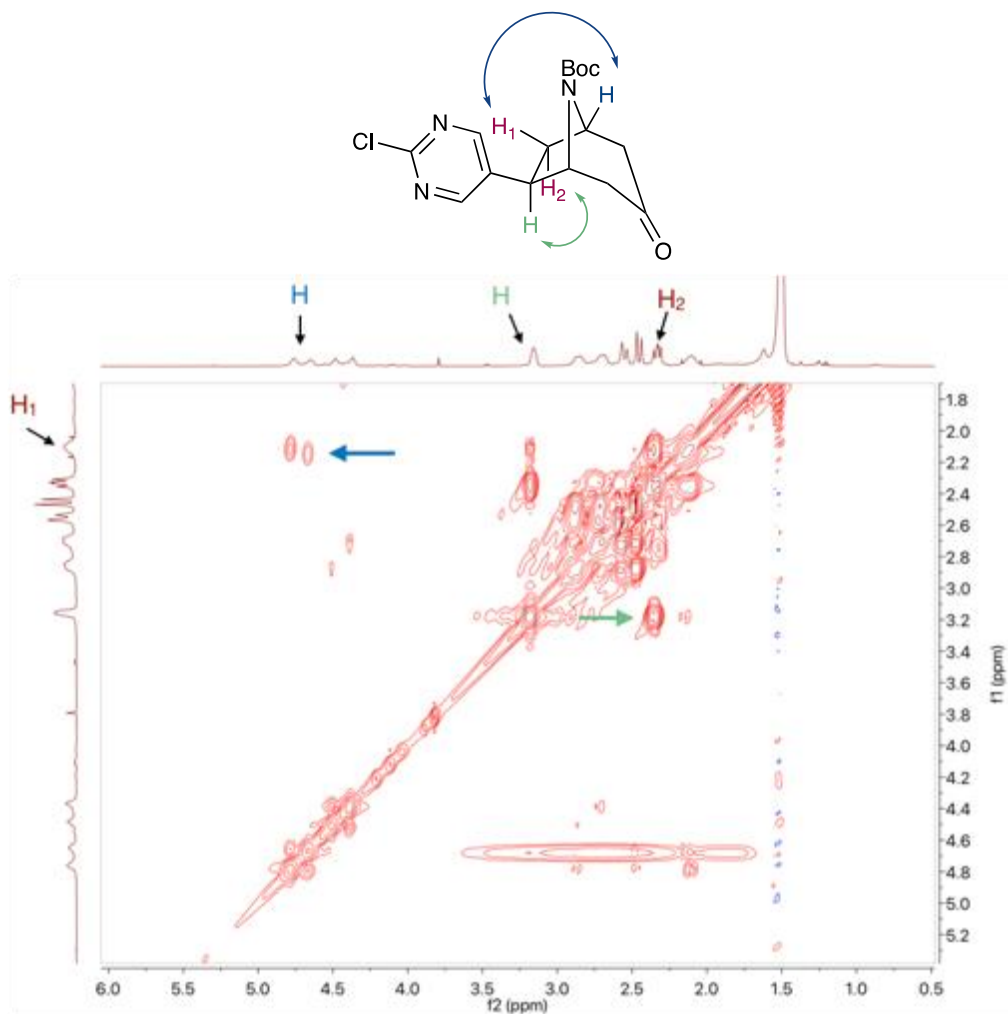 Boc
N
H
H₁
N
Cl
N
H₂
H
O
H
H
H₂
H₁
1.8
2.0
2.2
2.4
2.6
2.8
3.0
3.2
3.4
3.6
3.8
4.0
4.2
4.4
4.6
4.8
5.0
5.2
f1 (ppm)
6.0 5.5 5.0 4.5 4.0 3.5 3.0 2.5 2.0 1.5 1.0 0.5
f2 (ppm)